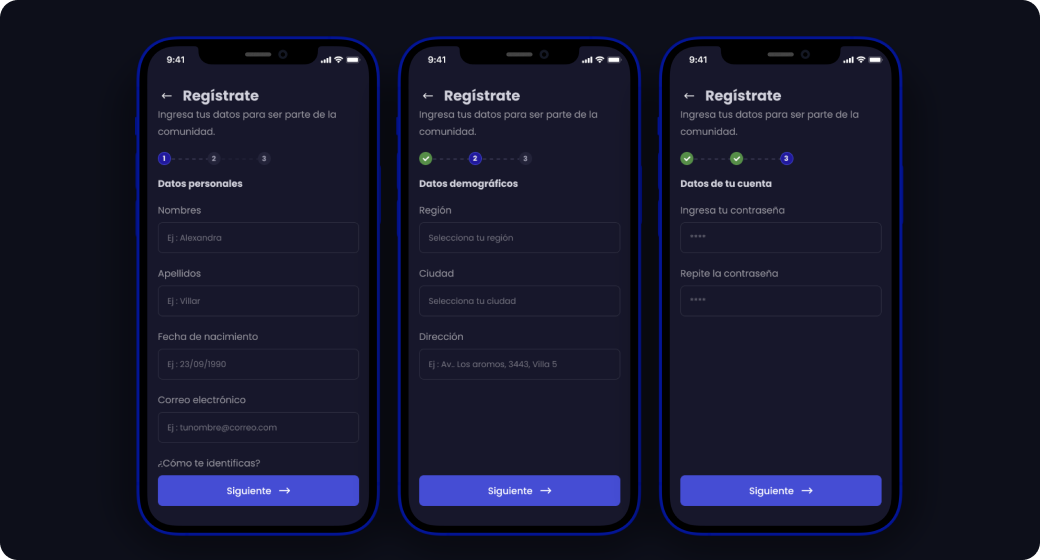 9:41
Regístrate
Ingresa tus datos para ser parte de la
comunidad.
1 2 3
Datos personales
Nombres
Ej : Alexandra
Apellidos
Ej : Villar
Fecha de nacimiento
Ej : 23/09/1990
Correo electrónico
Ej : tunombre@correo.com
¿Cómo te identificas?
Siguiente
9:41
Regístrate
Ingresa tus datos para ser parte de la
comunidad.
2 3
Datos demográficos
Región
Selecciona tu región
Ciudad
Selecciona tu ciudad
Dirección
Ej : Av.. Los aromos, 3443, Villa 5
Siguiente
9:41
Regístrate
Ingresa tus datos para ser parte de la
comunidad.
3
Datos de tu cuenta
Ingresa tu contraseña
****
Repite la contraseña
****
Siguiente